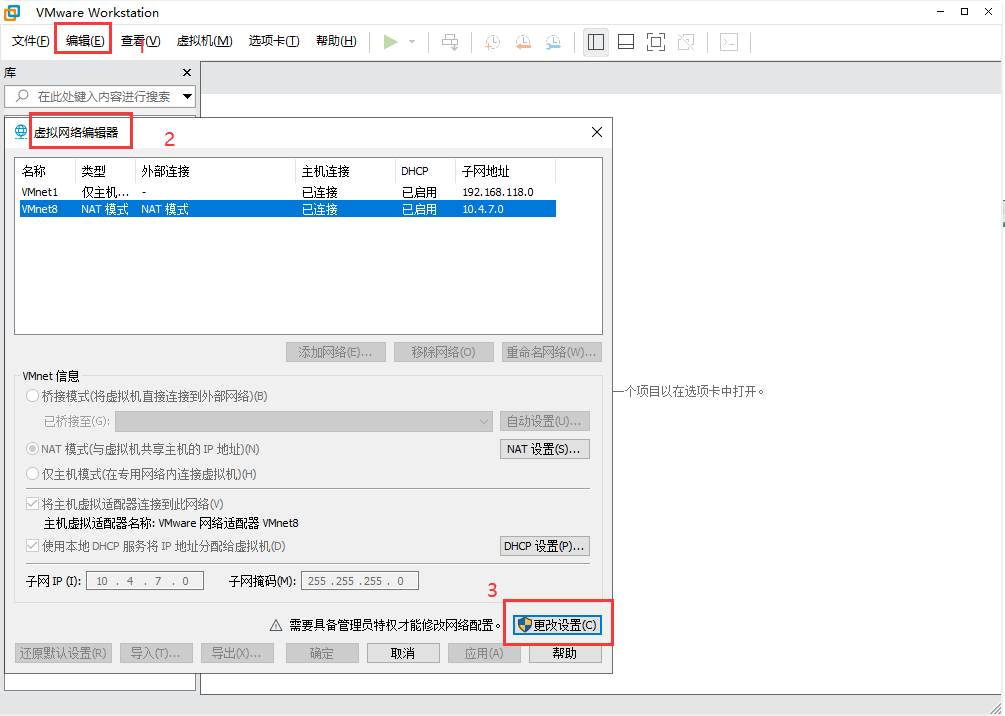 VMware Workstation
文件(F) 编辑(E) 查看(V) 虚拟机(M) 选项卡(T) 帮助(H)
1
库
在此处键入内容进行搜索
虚拟网络编辑器
2
名称 类型 外部连接 主机连接 DHCP 子网地址
VMnet1 仅主机... - 已连接 已启用 192.168.118.0
VMnet8 NAT 模式 NAT 模式 已连接 已启用 10.4.7.0
添加网络(E)... 移除网络(O) 重命名网络(W)...
VMnet 信息
桥接模式(将虚拟机直接连接到外部网络)(B)
一个项目以在选项卡中打开。
已桥接至(G): 自动设置(U)...
NAT 模式(与虚拟机共享主机的 IP 地址)(N) NAT 设置(S)...
仅主机模式(在专用网络内连接虚拟机)(H)
将主机虚拟适配器连接到此网络(V)
主机虚拟适配器名称: VMware 网络适配器 VMnet8
使用本地 DHCP 服务将 IP 地址分配给虚拟机(D) DHCP 设置(P)...
子网 IP (I): 10 . 4 . 7 . 0 子网掩码(M): 255 .255 .255 . 0
3
需要具备管理员特权才能修改网络配置。 更改设置(C)
还原默认设置(R) 导入(T)... 导出(X)... 确定 取消 应用(A) 帮助